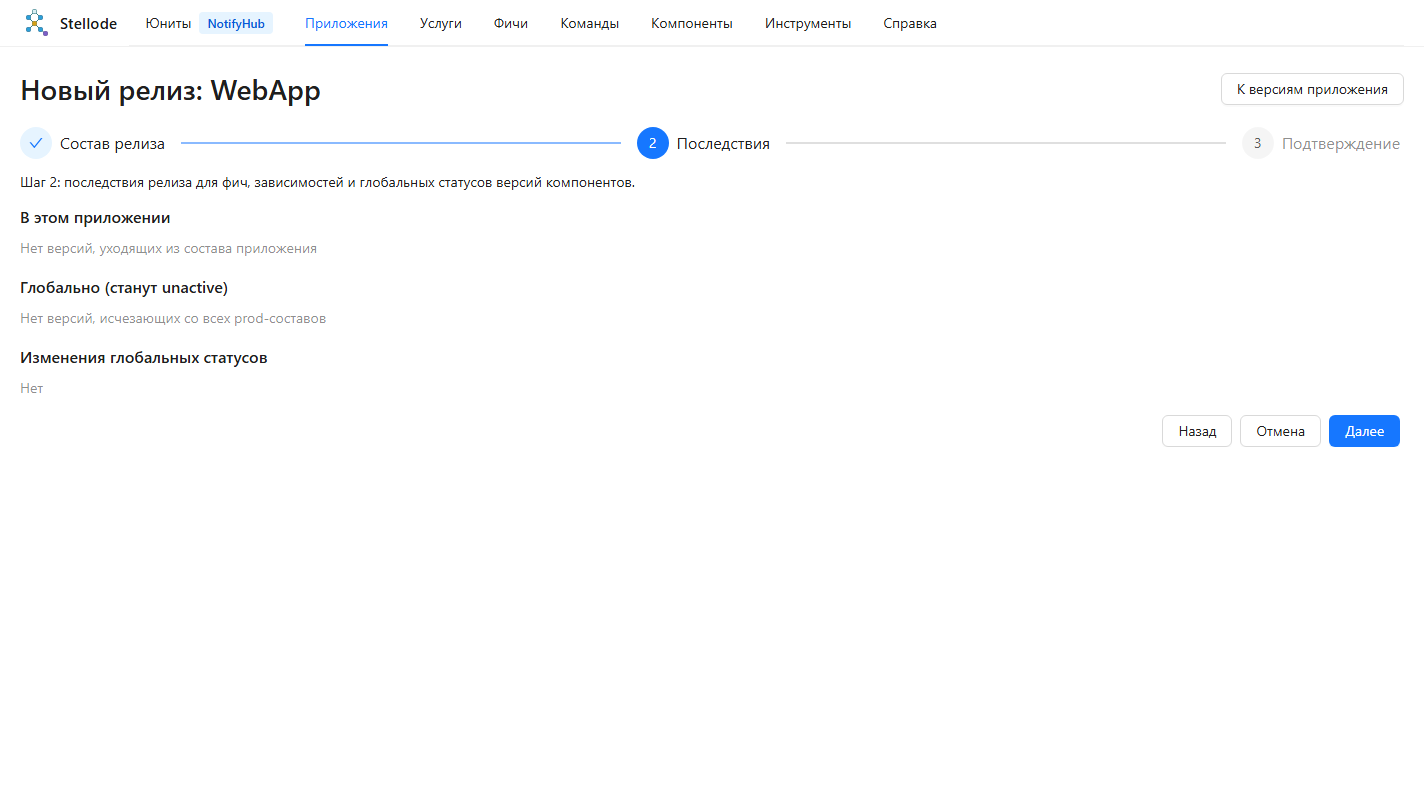 Stellode Юниты NotifyHub Приложения Услуги Фичи Команды Компоненты Инструменты Справка
Новый релиз: WebApp
К версиям приложения
Состав релиза
2 Последствия
3 Подтверждение
Шаг 2: последствия релиза для фич, зависимостей и глобальных статусов версий компонентов.
В этом приложении
Нет версий, уходящих из состава приложения
Глобально (станут unactive)
Нет версий, исчезающих со всех prod-составов
Изменения глобальных статусов
Нет
Назад Отмена Далее